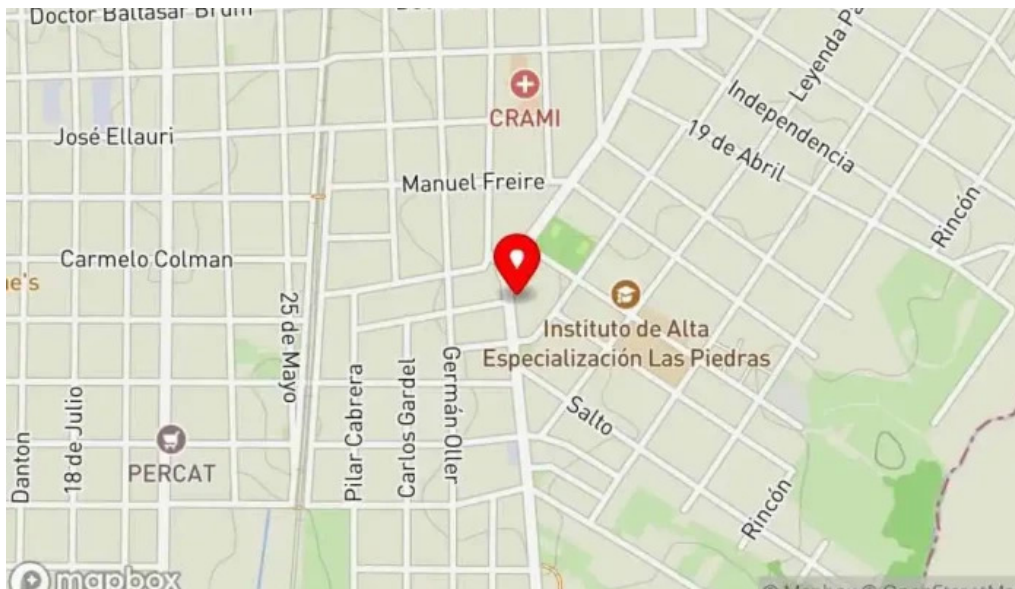 Doctor Baltasar Brum
Leyenda
Independencia
CRAMI
19 de Abril
José Ellauri
Manuel Freire
Rincón
Carmelo Colman
e's
25 de Mayo
Instituto de Alta
Especialización Las Piedras
Germán Oller
Carlos Gardel
Pilar Cabrera
18 de Julio
Danton
Salto
PERCAT
Rincón
mapbox
© Mapbox © OpenStreetMa